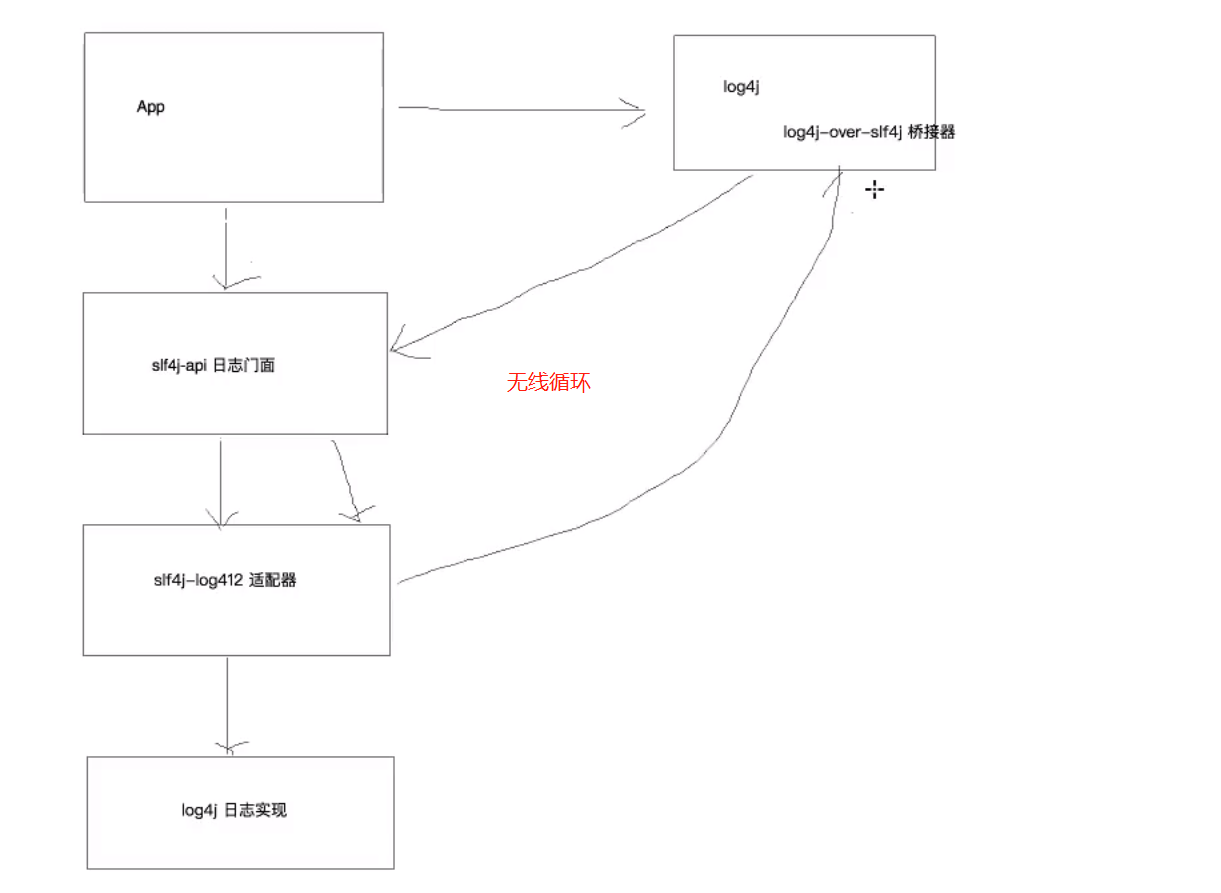 App
log4j
log4j-over-slf4j 桥接器
slf4j-api 日志门面
无线循环
slf4j-log412 适配器
log4j 日志实现